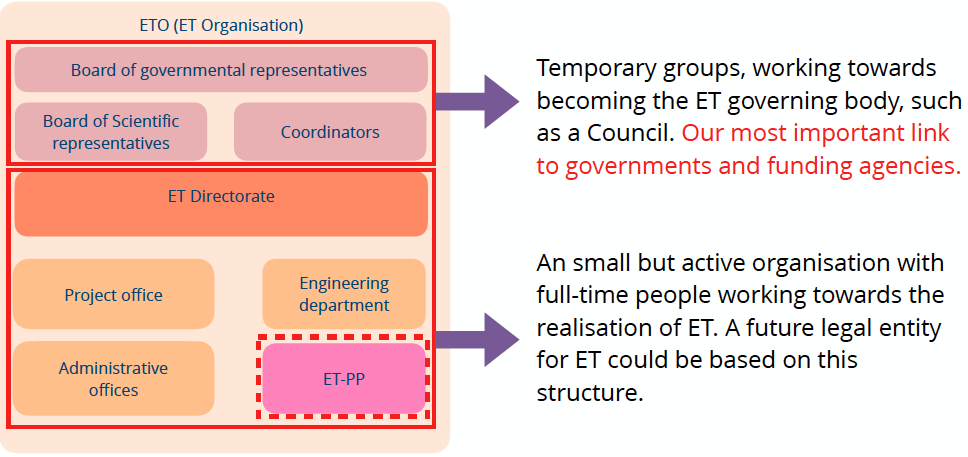 ETO (ET Organisation)
Board of governmental representatives
Board of Scientific
representatives
Coordinators
Temporary groups, working towards
becoming the ET governing body, such
as a Council. Our most important link
to governments and funding agencies.
ET Directorate
Project office
Engineering
department
Administrative
offices
ET-PP
An small but active organisation with
full-time people working towards the
realisation of ET. A future legal entity
for ET could be based on this
structure.